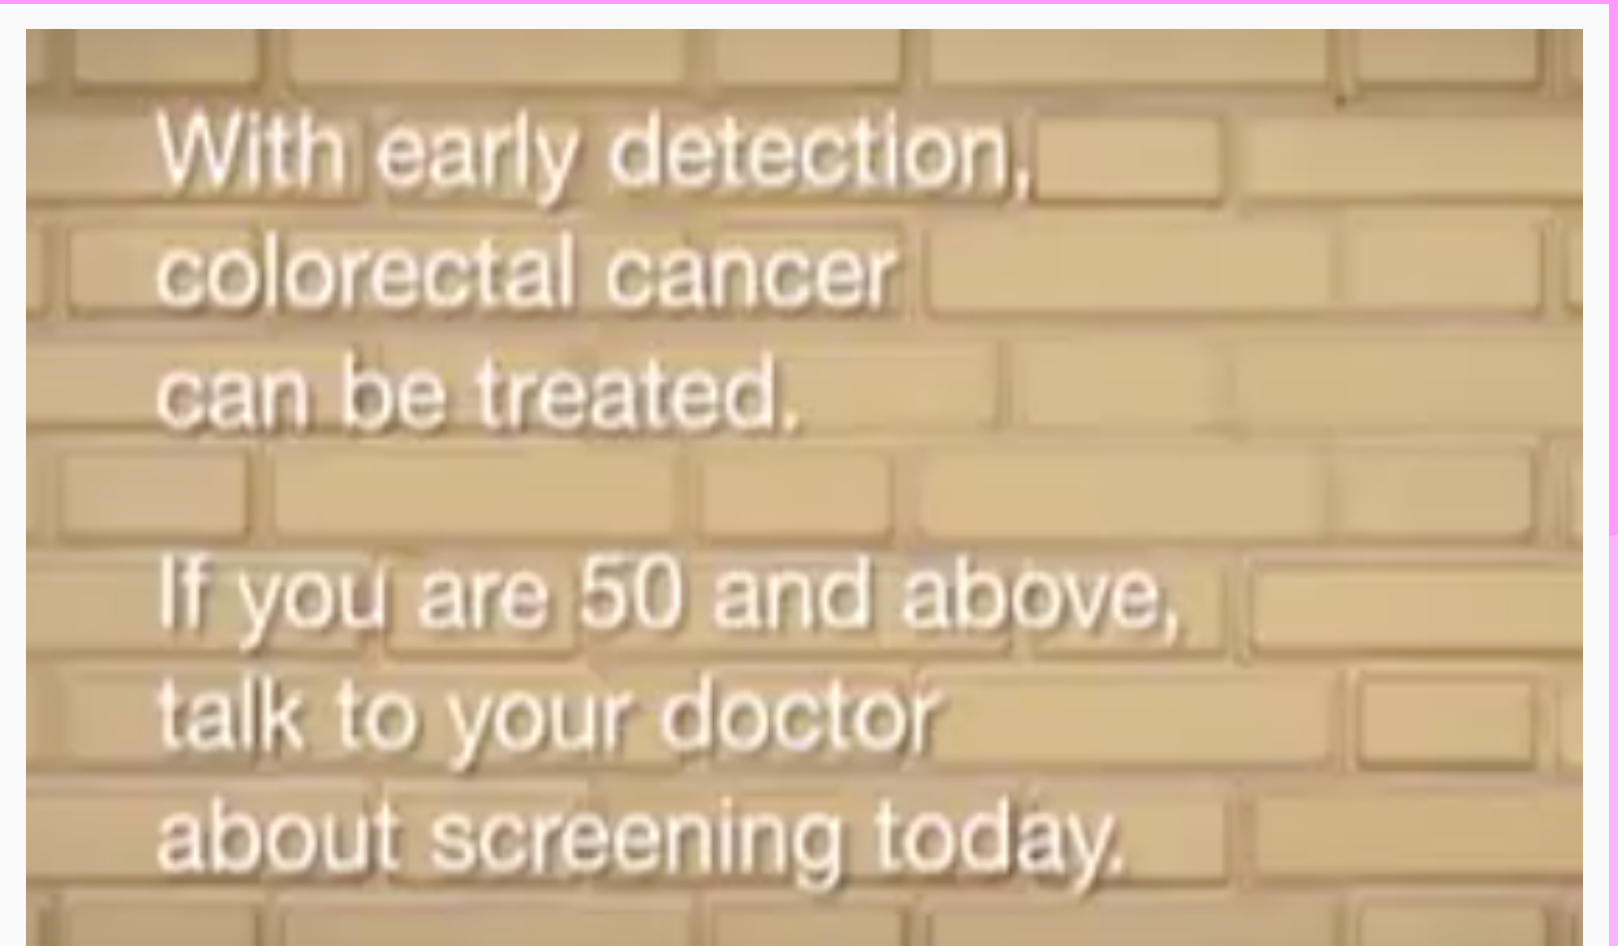 With early detection,
colorectal cancer
can be treated.
If you are 50 and above,
talk to your doctor
about screening today.